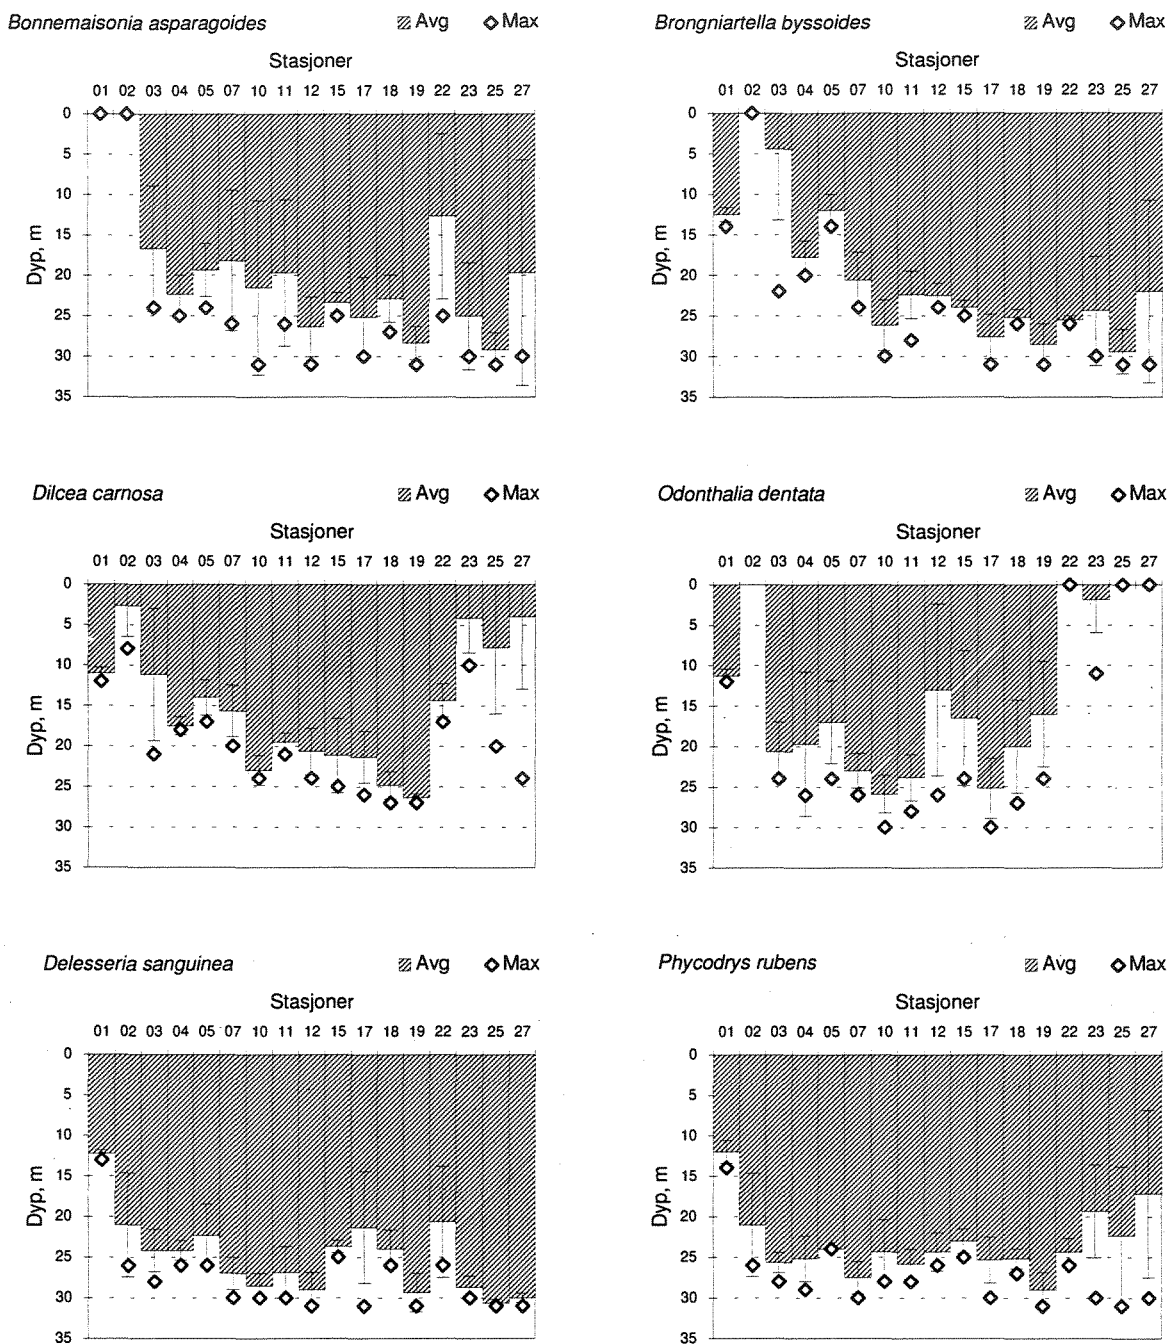 Bonnemaisonia asparagoides Avg Max
Stasjoner
01 02 03 04 05 07 10 11 12 15 17 18 19 22 23 25 27
Dyp, m
0
5
10
15
20
25
30
35
Brongniartella byssoides Avg Max
Stasjoner
01 02 03 04 05 07 10 11 12 15 17 18 19 22 23 25 27
Dyp, m
0
5
10
15
20
25
30
35
Dilcea carnosa Avg Max
Stasjoner
01 02 03 04 05 07 10 11 12 15 17 18 19 22 23 25 27
Dyp, m
0
5
10
15
20
25
30
35
Odonthalia dentata Avg Max
Stasjoner
01 02 03 04 05 07 10 11 12 15 17 18 19 22 23 25 27
Dyp, m
0
5
10
15
20
25
30
35
Delesseria sanguinea Avg Max
Stasjoner
01 02 03 04 05 07 10 11 12 15 17 18 19 22 23 25 27
Dyp, m
0
5
10
15
20
25
30
35
Phycodrys rubens Avg Max
Stasjoner
01 02 03 04 05 07 10 11 12 15 17 18 19 22 23 25 27
Dyp, m
0
5
10
15
20
25
30
35